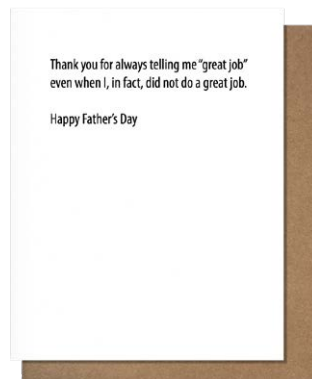 Thank you for always telling me “great job”
even when I, in fact, did not do a great job.
Happy Father’s Day